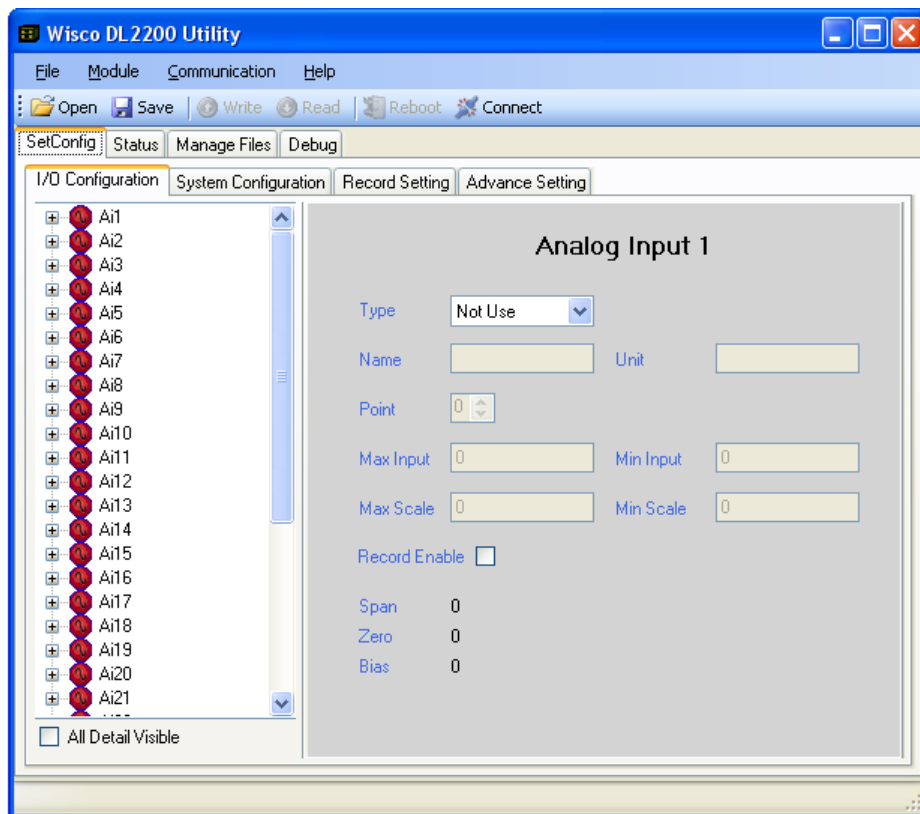 Wisco DL2200 Utility
File Module Communication Help
Open Save Write Read Reboot Connect
SetConfig Status Manage Files Debug
I/O Configuration System Configuration Record Setting Advance Setting
Ai1
Ai2
Ai3
Ai4
Ai5
Ai6
Ai7
Ai8
Ai9
Ai10
Ai11
Ai12
Ai13
Ai14
Ai15
Ai16
Ai17
Ai18
Ai19
Ai20
Ai21
All Detail Visible
Analog Input 1
Type Not Use
Name Unit
Point 0
Max Input 0 Min Input 0
Max Scale 0 Min Scale 0
Record Enable
Span 0
Zero 0
Bias 0